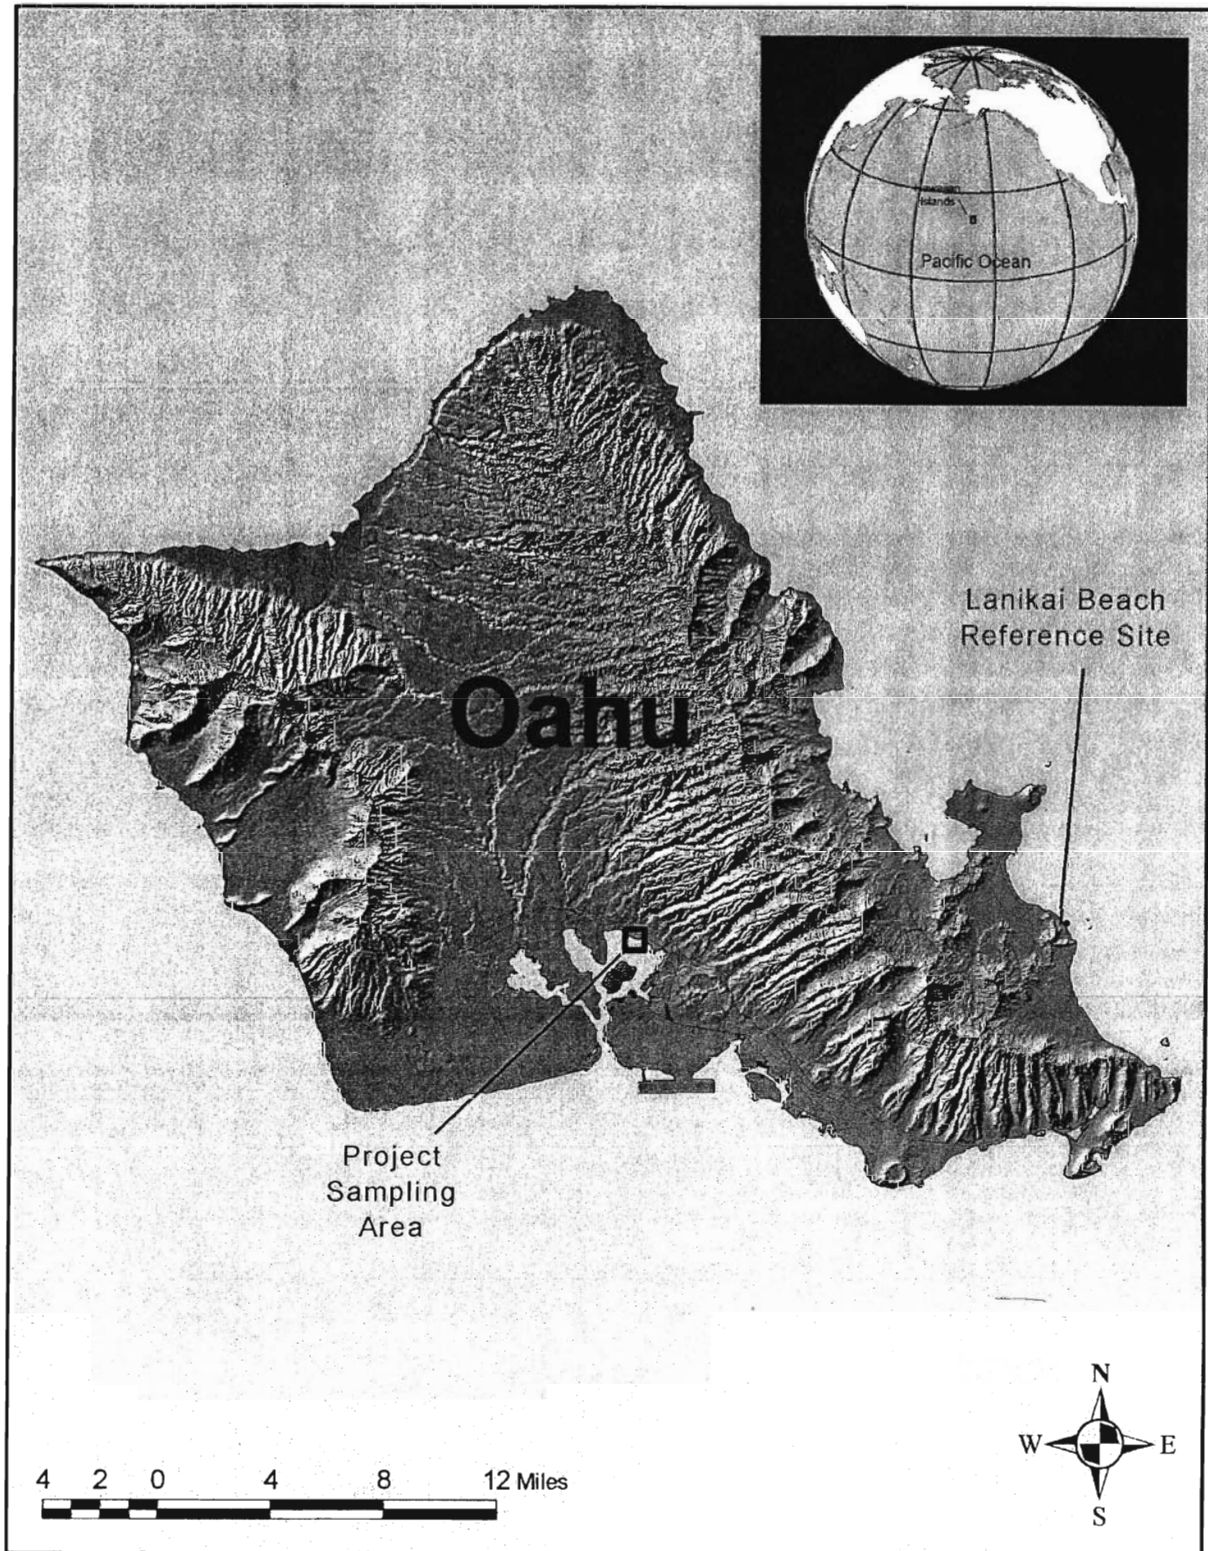 Islands
Pacific Ocean
Lanikai Beach
Reference Site
Oahu
Project
Sampling
Area
N
W E
S
4 2 0 4 8 12 Miles